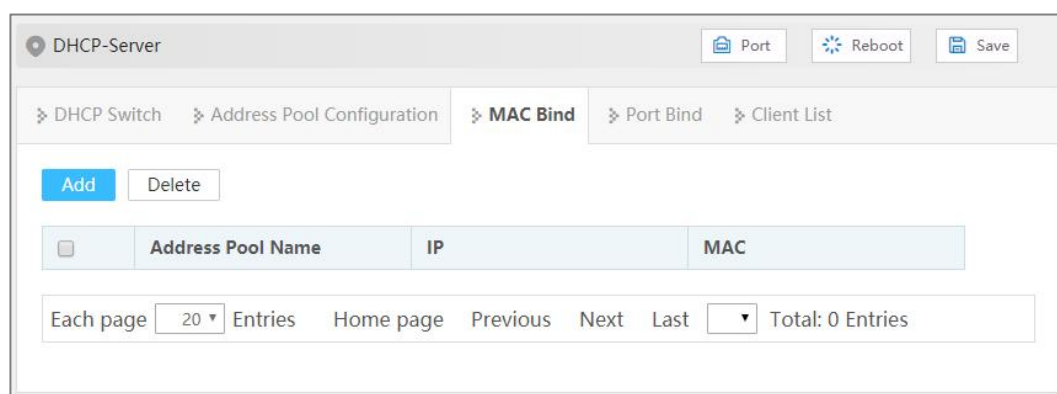 DHCP-Server Port Reboot Save
DHCP Switch Address Pool Configuration MAC Bind Port Bind Client List
Add Delete
Address Pool Name IP MAC
Each page 20 Entries Home page Previous Next Last Total: 0 Entries